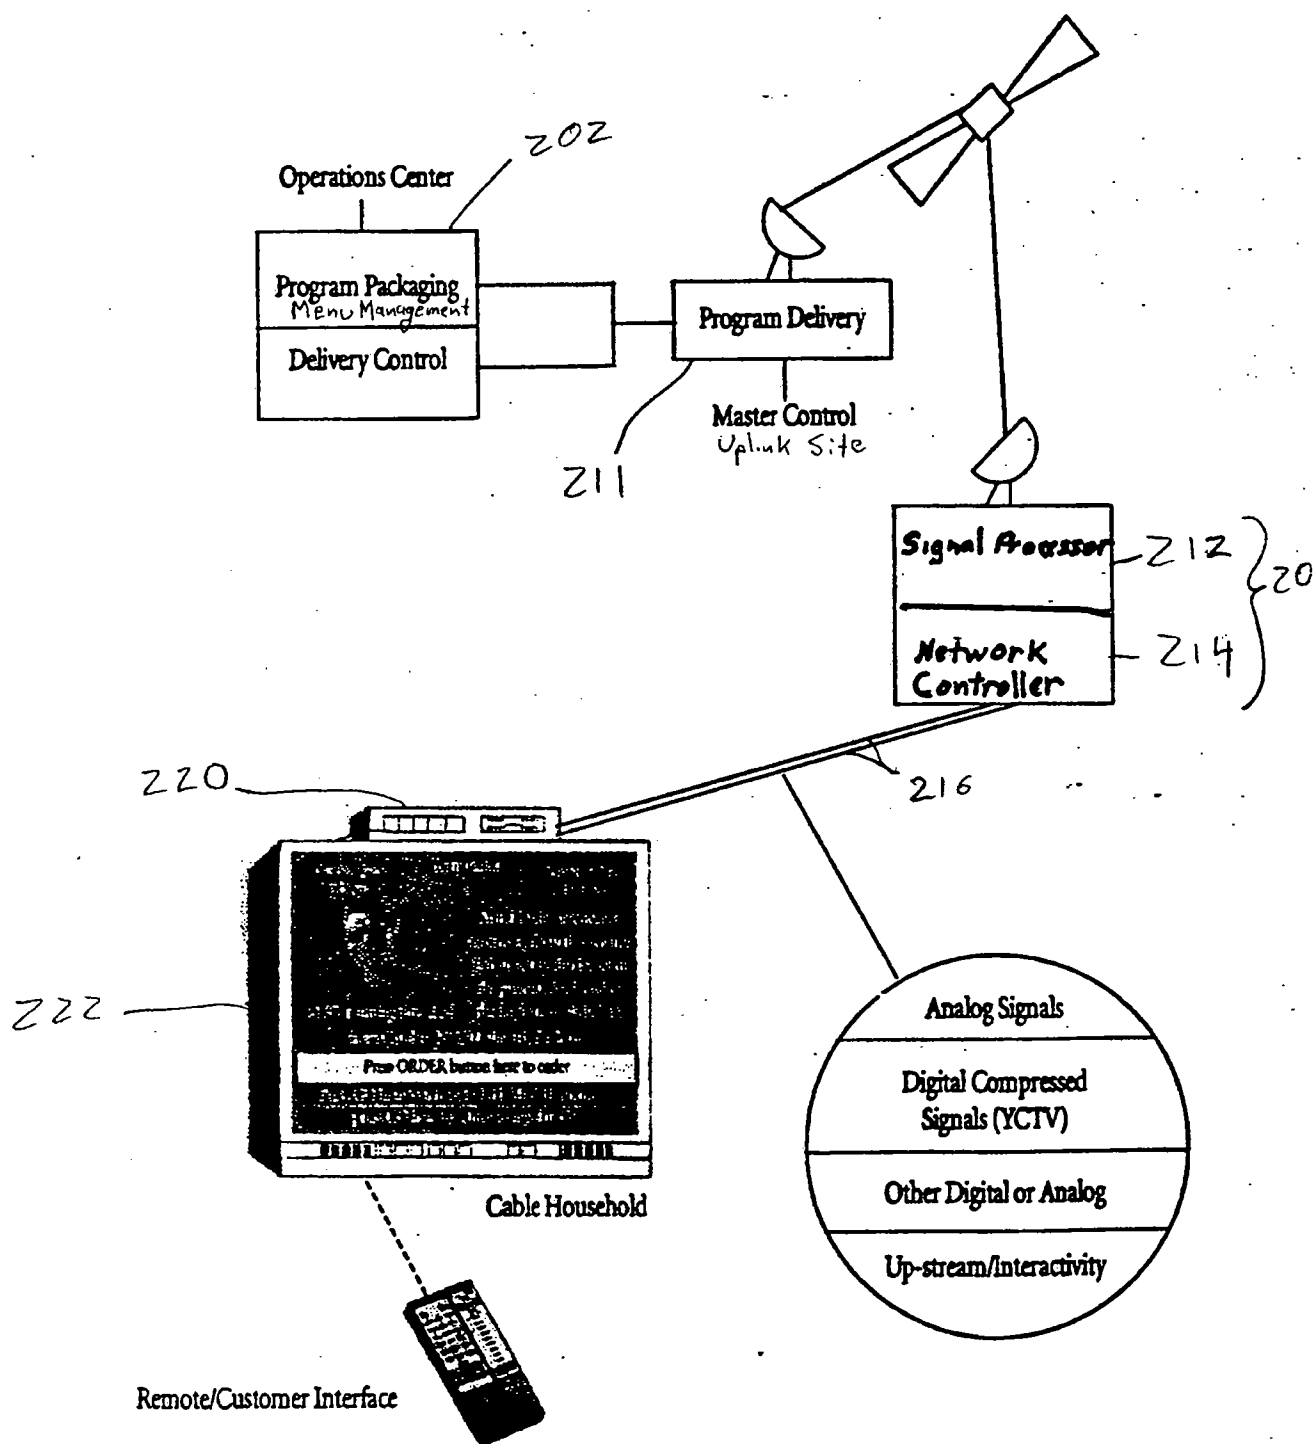 202
Operations Center
Program Packaging
Menu Management
Delivery Control
Program Delivery
Master Control
Uplink Site
211
Signal Processor
212
20
Network
Controller
214
216
220
222
Press ORDER button here to order
Analog Signals
Digital Compressed
Signals (YCTV)
Other Digital or Analog
Up-stream/Interactivity
Cable Household
Remote/Customer Interface